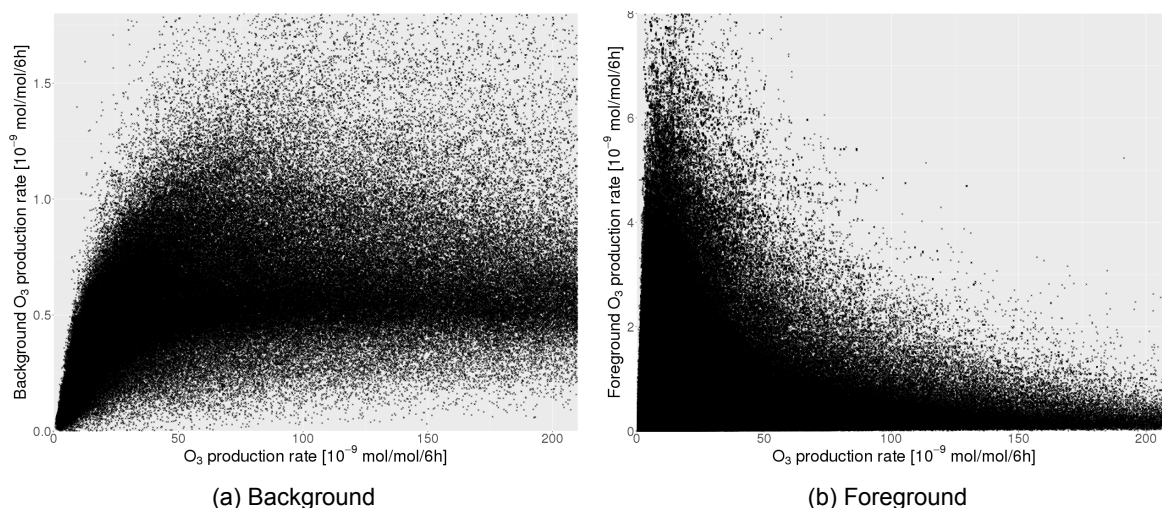 Background O₃ production rate [10⁻⁹ mol/mol/6h]
1.5
1.0
0.5
0.0
0 50 100 150 200
O₃ production rate [10⁻⁹ mol/mol/6h]
(a) Background
Foreground O₃ production rate [10⁻⁹ mol/mol/6h]
8
6
4
2
0
0 50 100 150 200
O₃ production rate [10⁻⁹ mol/mol/6h]
(b) Foreground